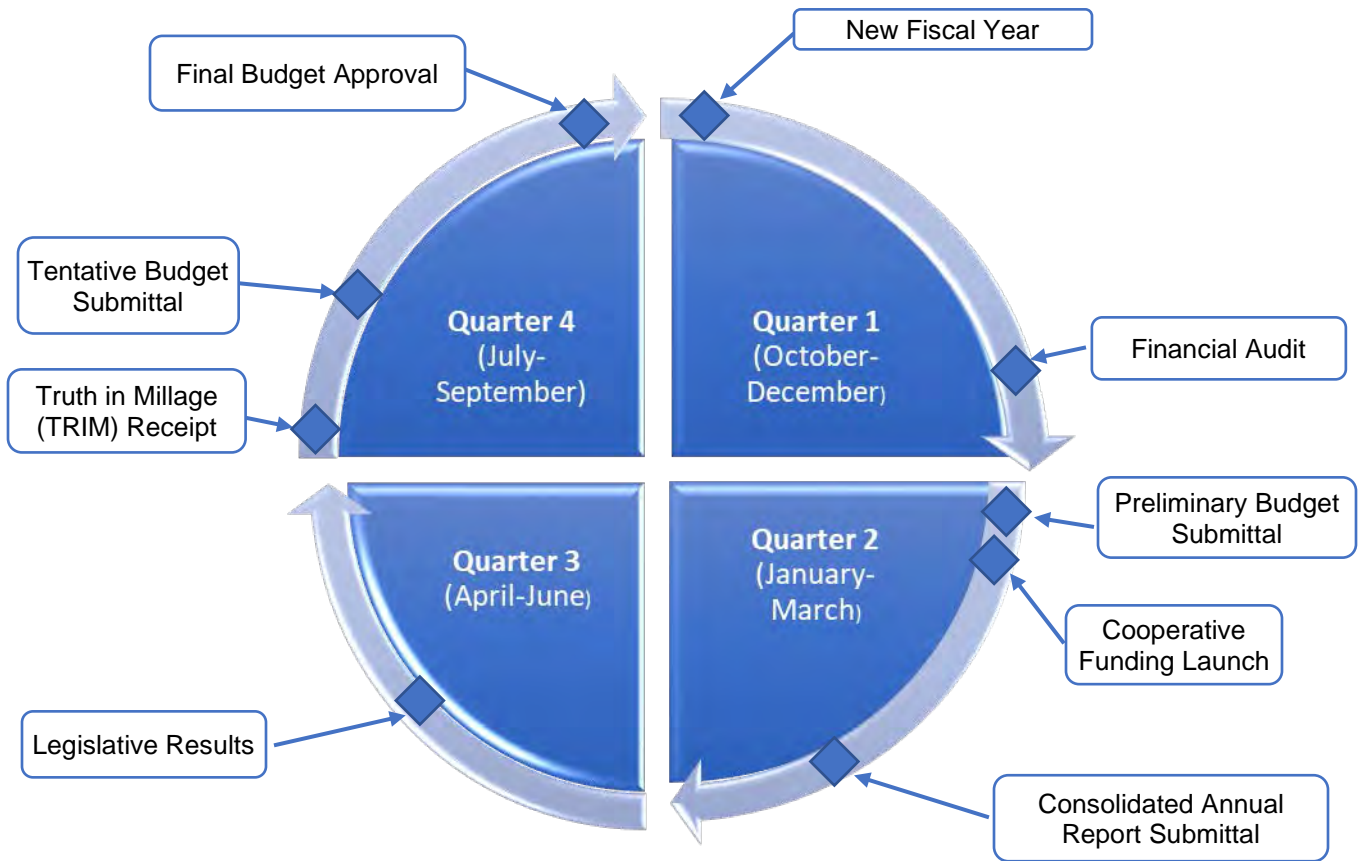 New Fiscal Year
Final Budget Approval
Tentative Budget
Submittal
Quarter 4
(July-
September)
Quarter 1
(October-
December)
Financial Audit
Truth in Millage
(TRIM) Receipt
Preliminary Budget
Submittal
Quarter 3
(April-June)
Quarter 2
(January-
March)
Cooperative
Funding Launch
Legislative Results
Consolidated Annual
Report Submittal